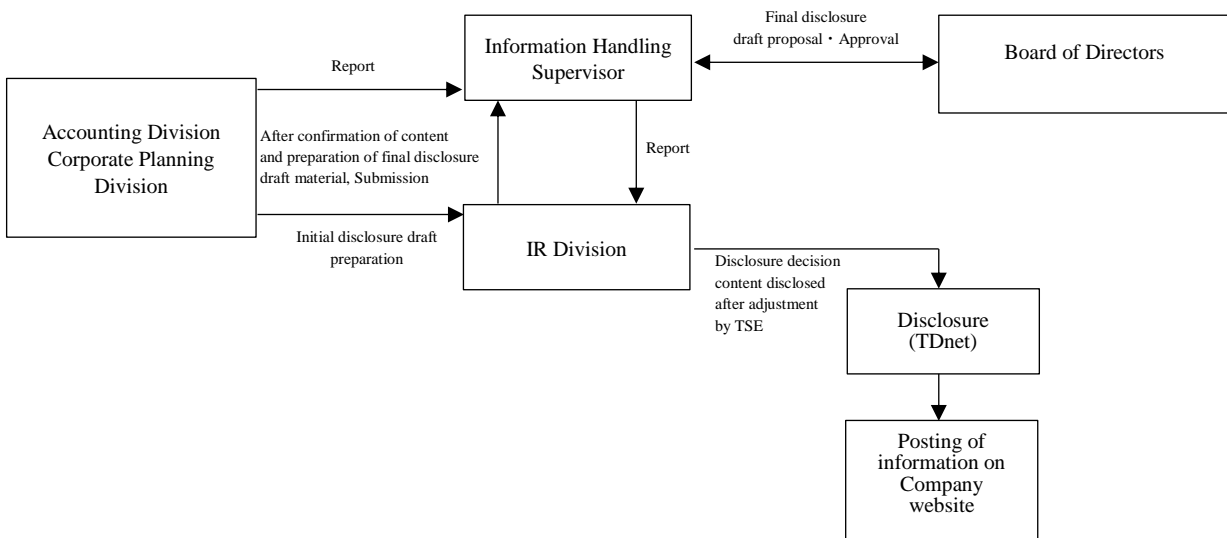 Final disclosure
draft proposal・Approval
Information Handling
Supervisor
Board of Directors
Report
Accounting Division
Corporate Planning
Division
After confirmation of content
and preparation of final disclosure
draft material, Submission
Report
Initial disclosure draft
preparation
IR Division
Disclosure decision
content disclosed
after adjustment
by TSE
Disclosure
(TDnet)
Posting of
information on
Company
website